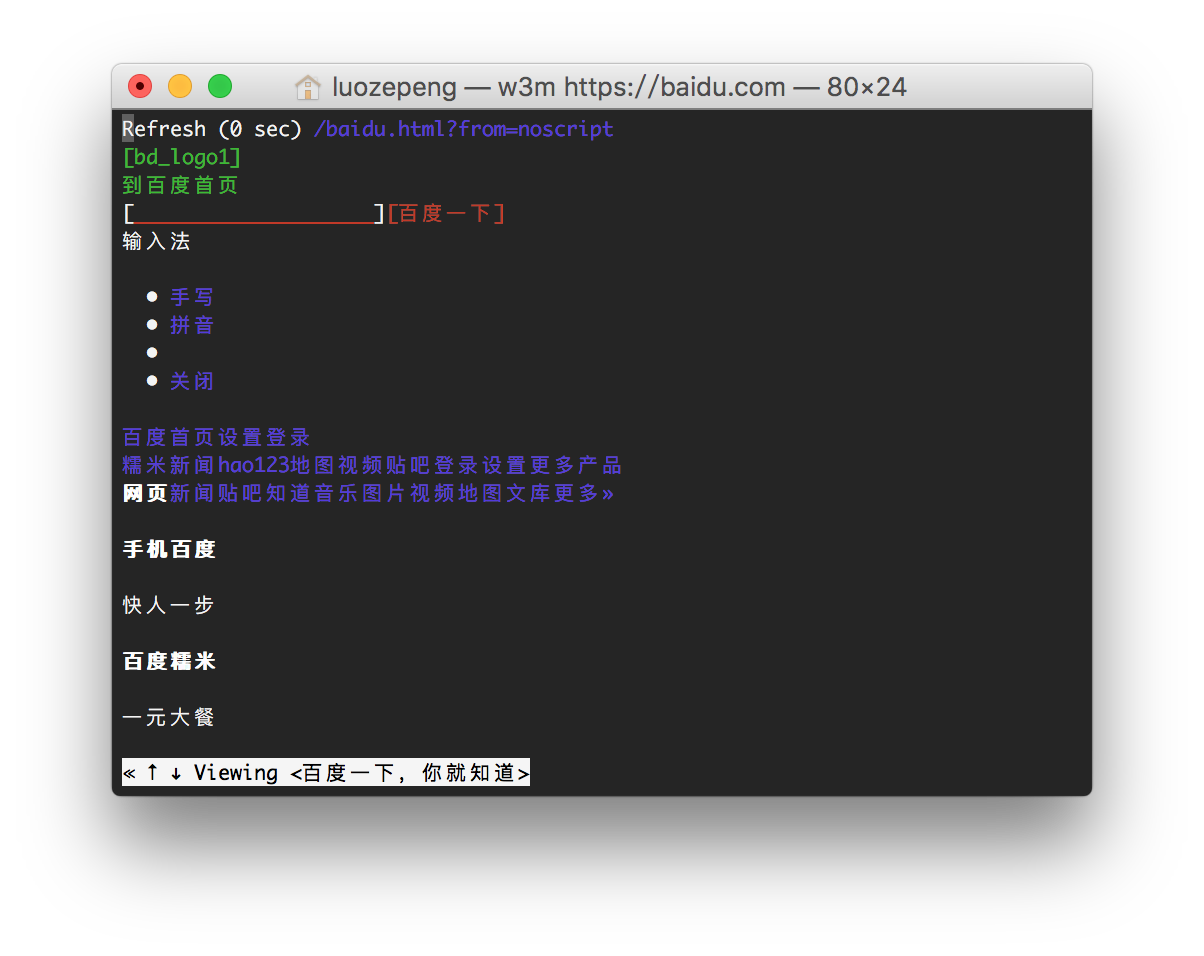 luozepeng — w3m https://baidu.com — 80×24
Refresh (0 sec) /baidu.html?from=noscript
[bd_logo1]
到百度首页
[____________________][百度一下]
输入法
● 手写
● 拼音
●
● 关闭
百度首页设置登录
糯米新闻hao123地图视频贴吧登录设置更多产品
网页新闻贴吧知道音乐图片视频地图文库更多»
手机百度
快人一步
百度糯米
一元大餐
« ↑ ↓ Viewing <百度一下, 你就知道>